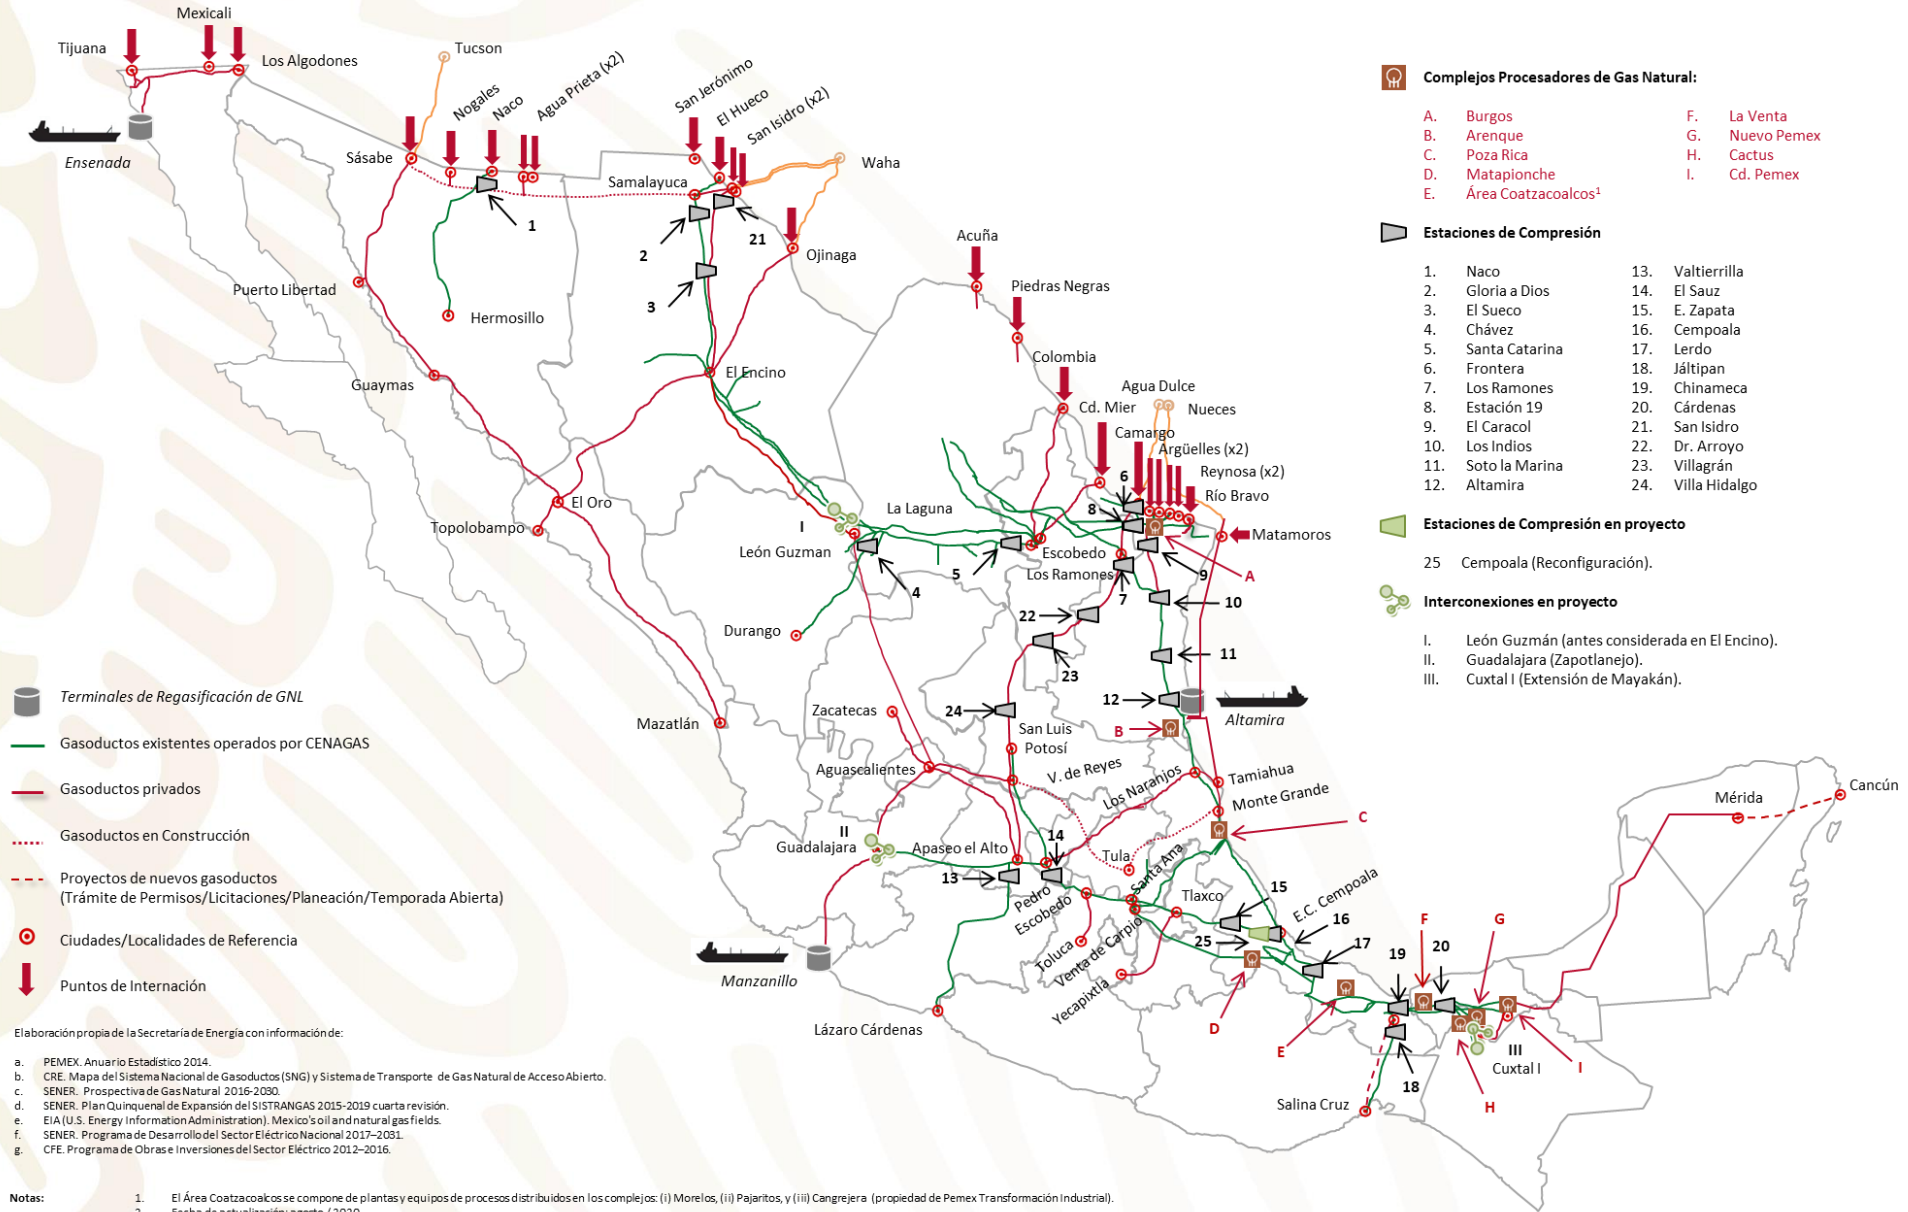 Mexicali
Tijuana
Los Algodones
Tucson
Ensenada
Sásabe
Nogales
Naco
Agua Prieta (x2)
San Jerónimo
El Hueco
San Isidro (x2)
Samalayuca
Waha
1
2
21
3
Ojinaga
Puerto Libertad
Hermosillo
Guaymas
El Encino
Acuña
Piedras Negras
Colombia
Agua Dulce
Nueces
Cd. Mier
Camargo
Argüelles (x2)
Reynosa (x2)
Río Bravo
Matamoros
6
8
El Oro
Topolobampo
I
La Laguna
León Guzman
Escobedo
Los Ramones
5
4
7
9
A
10
22
23
11
12
Altamira
B
24
Durango
Mazatlán
Zacatecas
San Luis
Potosí
V. de Reyes
Aguascalientes
Los Naranjos
Tamiahua
Monte Grande
C
II
Guadalajara
Apaseo el Alto
14
13
Tula
Santa Ana
Pedro
Escobedo
Tlaxco
Toluca
Venta de Carpio
Yecapixtla
15
E.C. Cempoala
16
25
17
Manzanillo
Lázaro Cárdenas
D
E
19
F
20
G
18
H
I
III
Cuxtal I
Salina Cruz
Mérida
Cancún
Complejos Procesadores de Gas Natural:
A. Burgos
B. Arenque
C. Poza Rica
D. Matapionche
E. Área Coatzacoalcos¹
F. La Venta
G. Nuevo Pemex
H. Cactus
I. Cd. Pemex
Estaciones de Compresión
1. Naco
2. Gloria a Dios
3. El Sueco
4. Chávez
5. Santa Catarina
6. Frontera
7. Los Ramones
8. Estación 19
9. El Caracol
10. Los Indios
11. Soto la Marina
12. Altamira
13. Valtierrilla
14. El Sauz
15. E. Zapata
16. Cempoala
17. Lerdo
18. Jáltipan
19. Chinameca
20. Cárdenas
21. San Isidro
22. Dr. Arroyo
23. Villagrán
24. Villa Hidalgo
Estaciones de Compresión en proyecto
25 Cempoala (Reconfiguración).
Interconexiones en proyecto
I. León Guzmán (antes considerada en El Encino).
II. Guadalajara (Zapotlanejo).
III. Cuxtal I (Extensión de Mayakán).
Terminales de Regasificación de GNL
Gasoductos existentes operados por CENAGAS
Gasoductos privados
Gasoductos en Construcción
Proyectos de nuevos gasoductos
(Trámite de Permisos/Licitaciones/Planeación/Temporada Abierta)
Ciudades/Localidades de Referencia
Puntos de Internación
Elaboración propia de la Secretaría de Energía con información de:
a. PEMEX. Anuario Estadístico 2014.
b. CRE. Mapa del Sistema Nacional de Gasoductos (SNG) y Sistema de Transporte de Gas Natural de Acceso Abierto.
c. SENER. Prospectiva de Gas Natural 2016-2030.
d. SENER. Plan Quinquenal de Expansión del SISTRANGAS 2015-2019 cuarta revisión.
e. EIA (U.S. Energy Information Administration). Mexico's oil and natural gas fields.
f. SENER. Programa de Desarrollo del Sector Eléctrico Nacional 2017–2031.
g. CFE. Programa de Obras e Inversiones del Sector Eléctrico 2012–2016.
Notas: 1. El Área Coatzacoalcos se compone de plantas y equipos de procesos distribuidos en los complejos: (i) Morelos, (ii) Pajaritos, y (iii) Cangrejera (propiedad de Pemex Transformación Industrial).